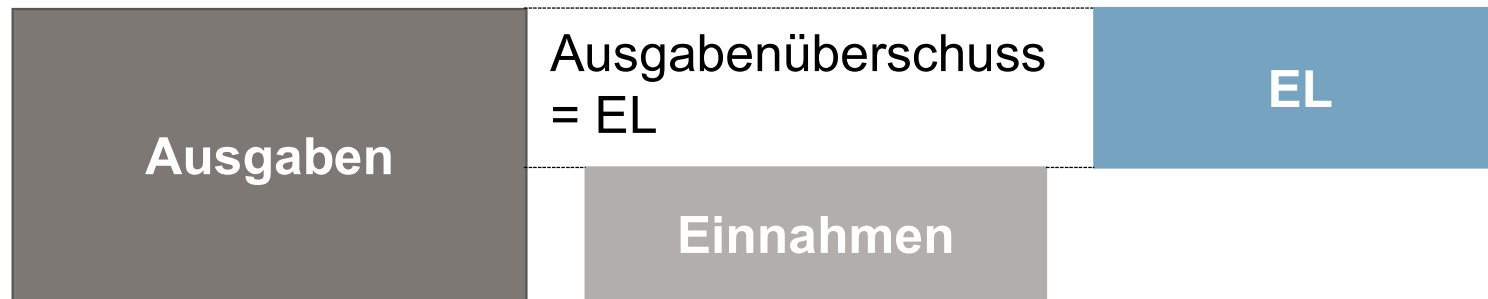 Ausgaben
Ausgabenüberschuss
= EL
EL
Einnahmen